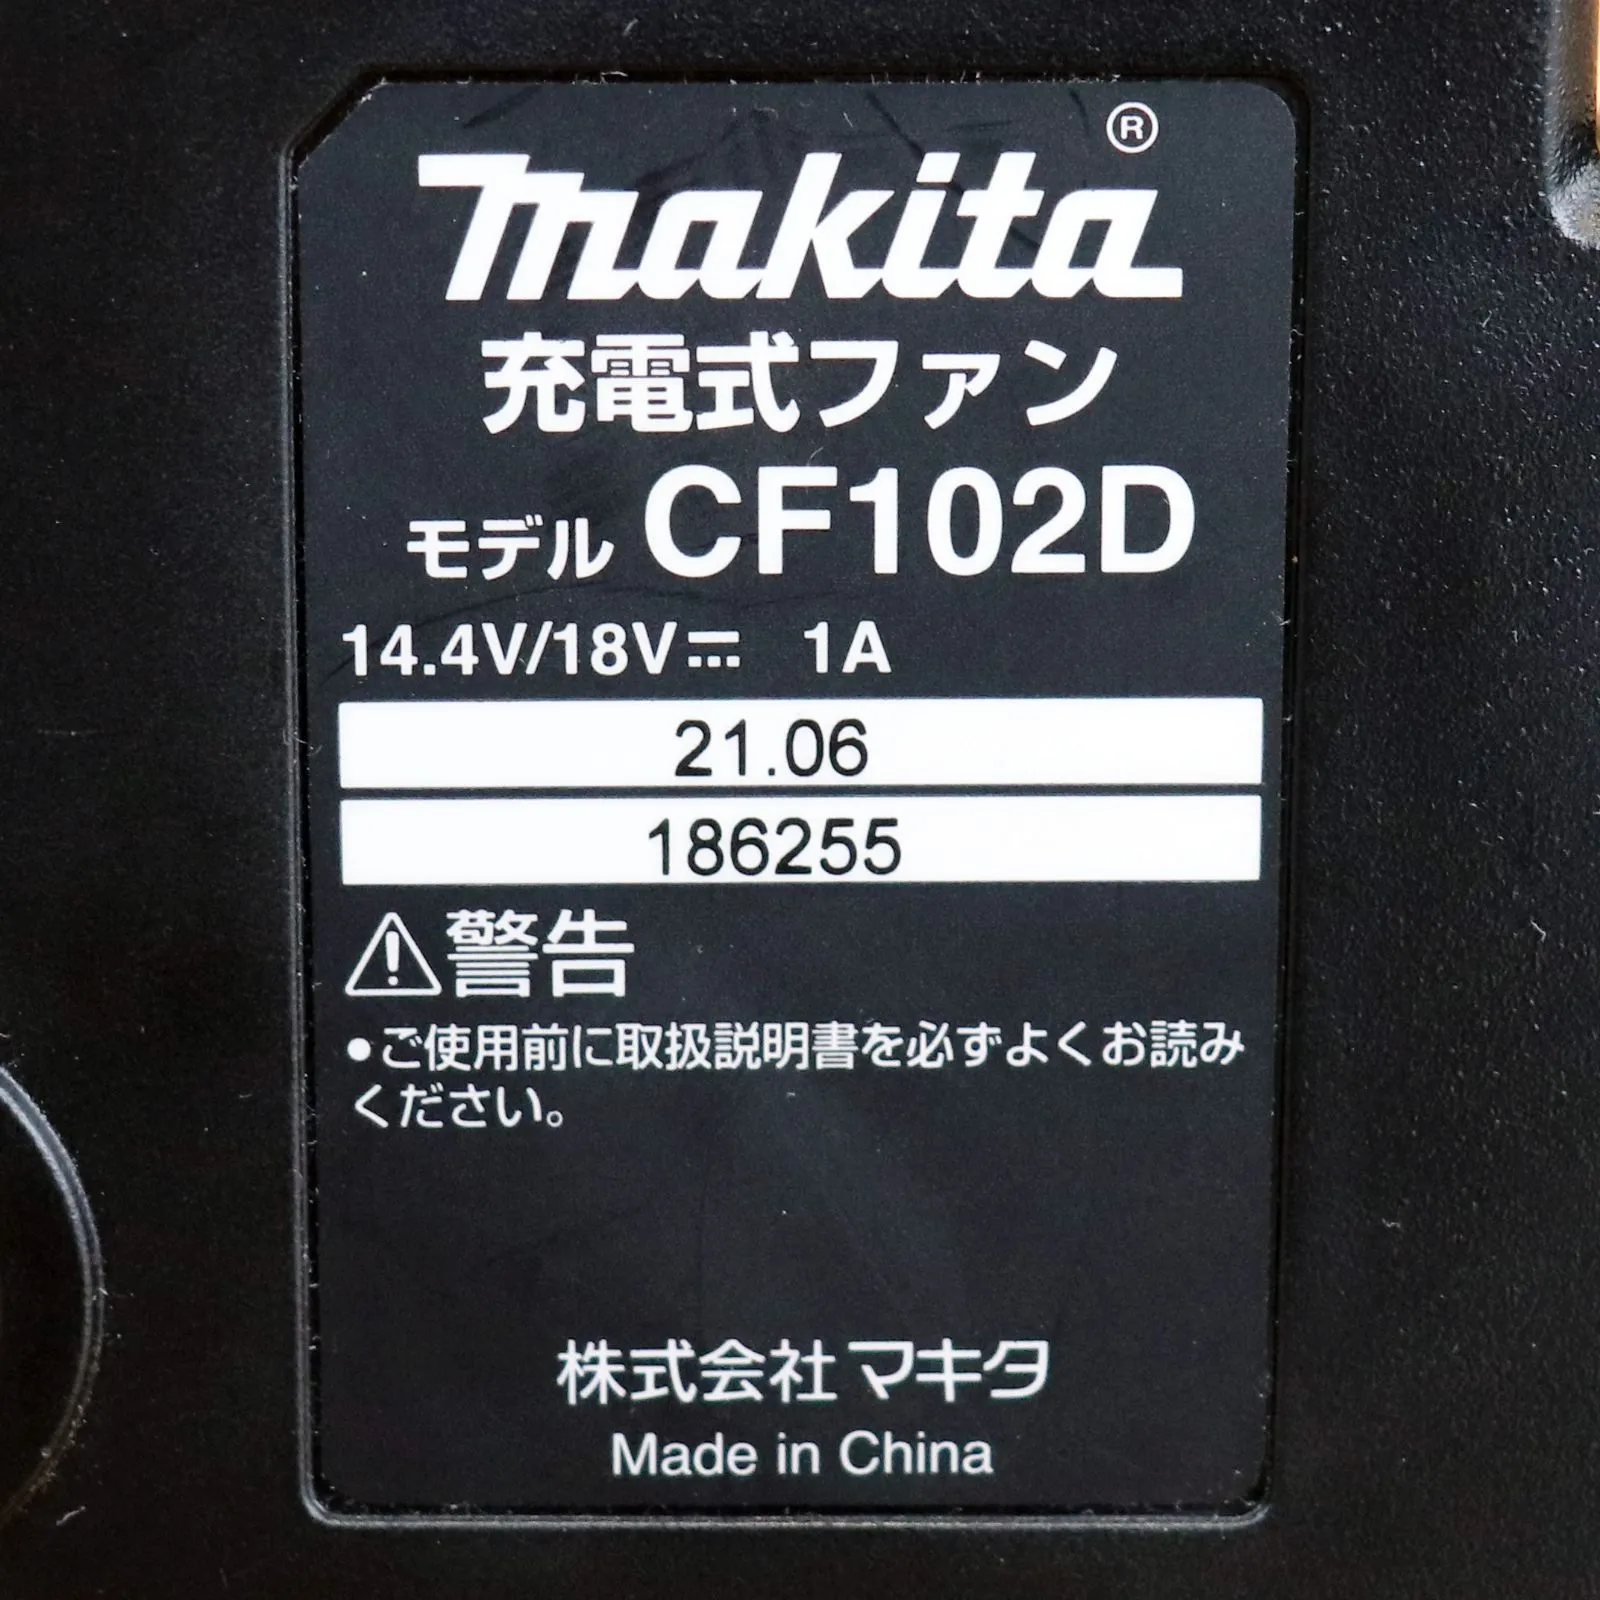 makita®
充電式ファン
モデル CF102D
14.4V/18V⎓ 1A
21.06
186255
⚠警告
●ご使用前に取扱説明書を必ずよくお読み
ください。
株式会社マキタ
Made in China